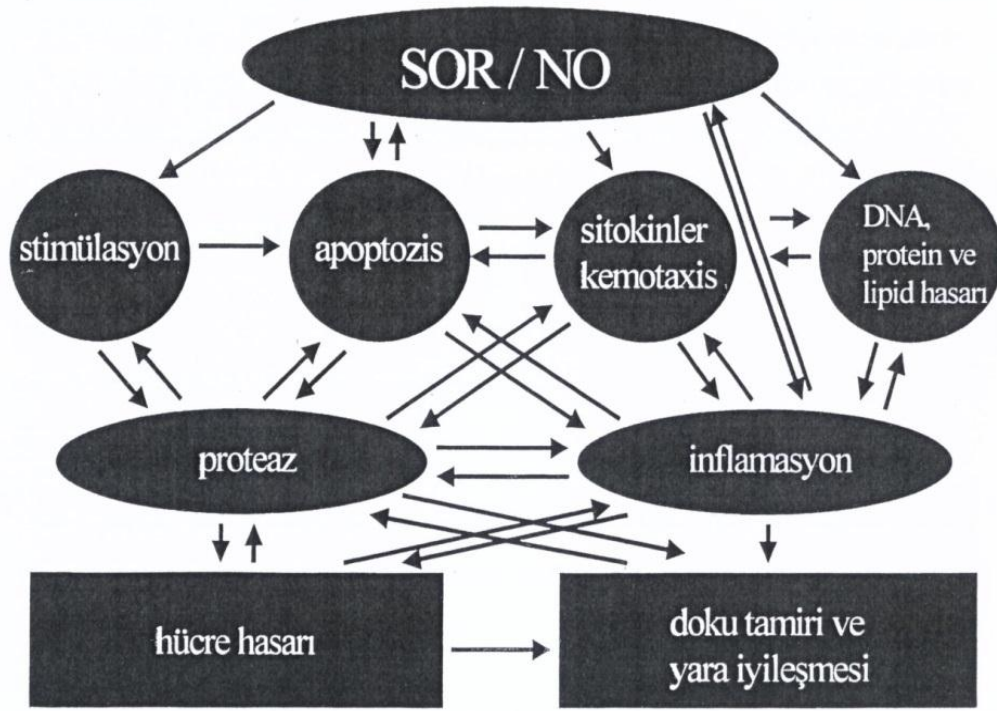 SOR / NO
stimülasyon
apoptozis
sitokinler
kemotaxis
DNA,
protein ve
lipid hasarı
proteaz
inflamasyon
hücre hasarı
doku tamiri ve
yara iyileşmesi